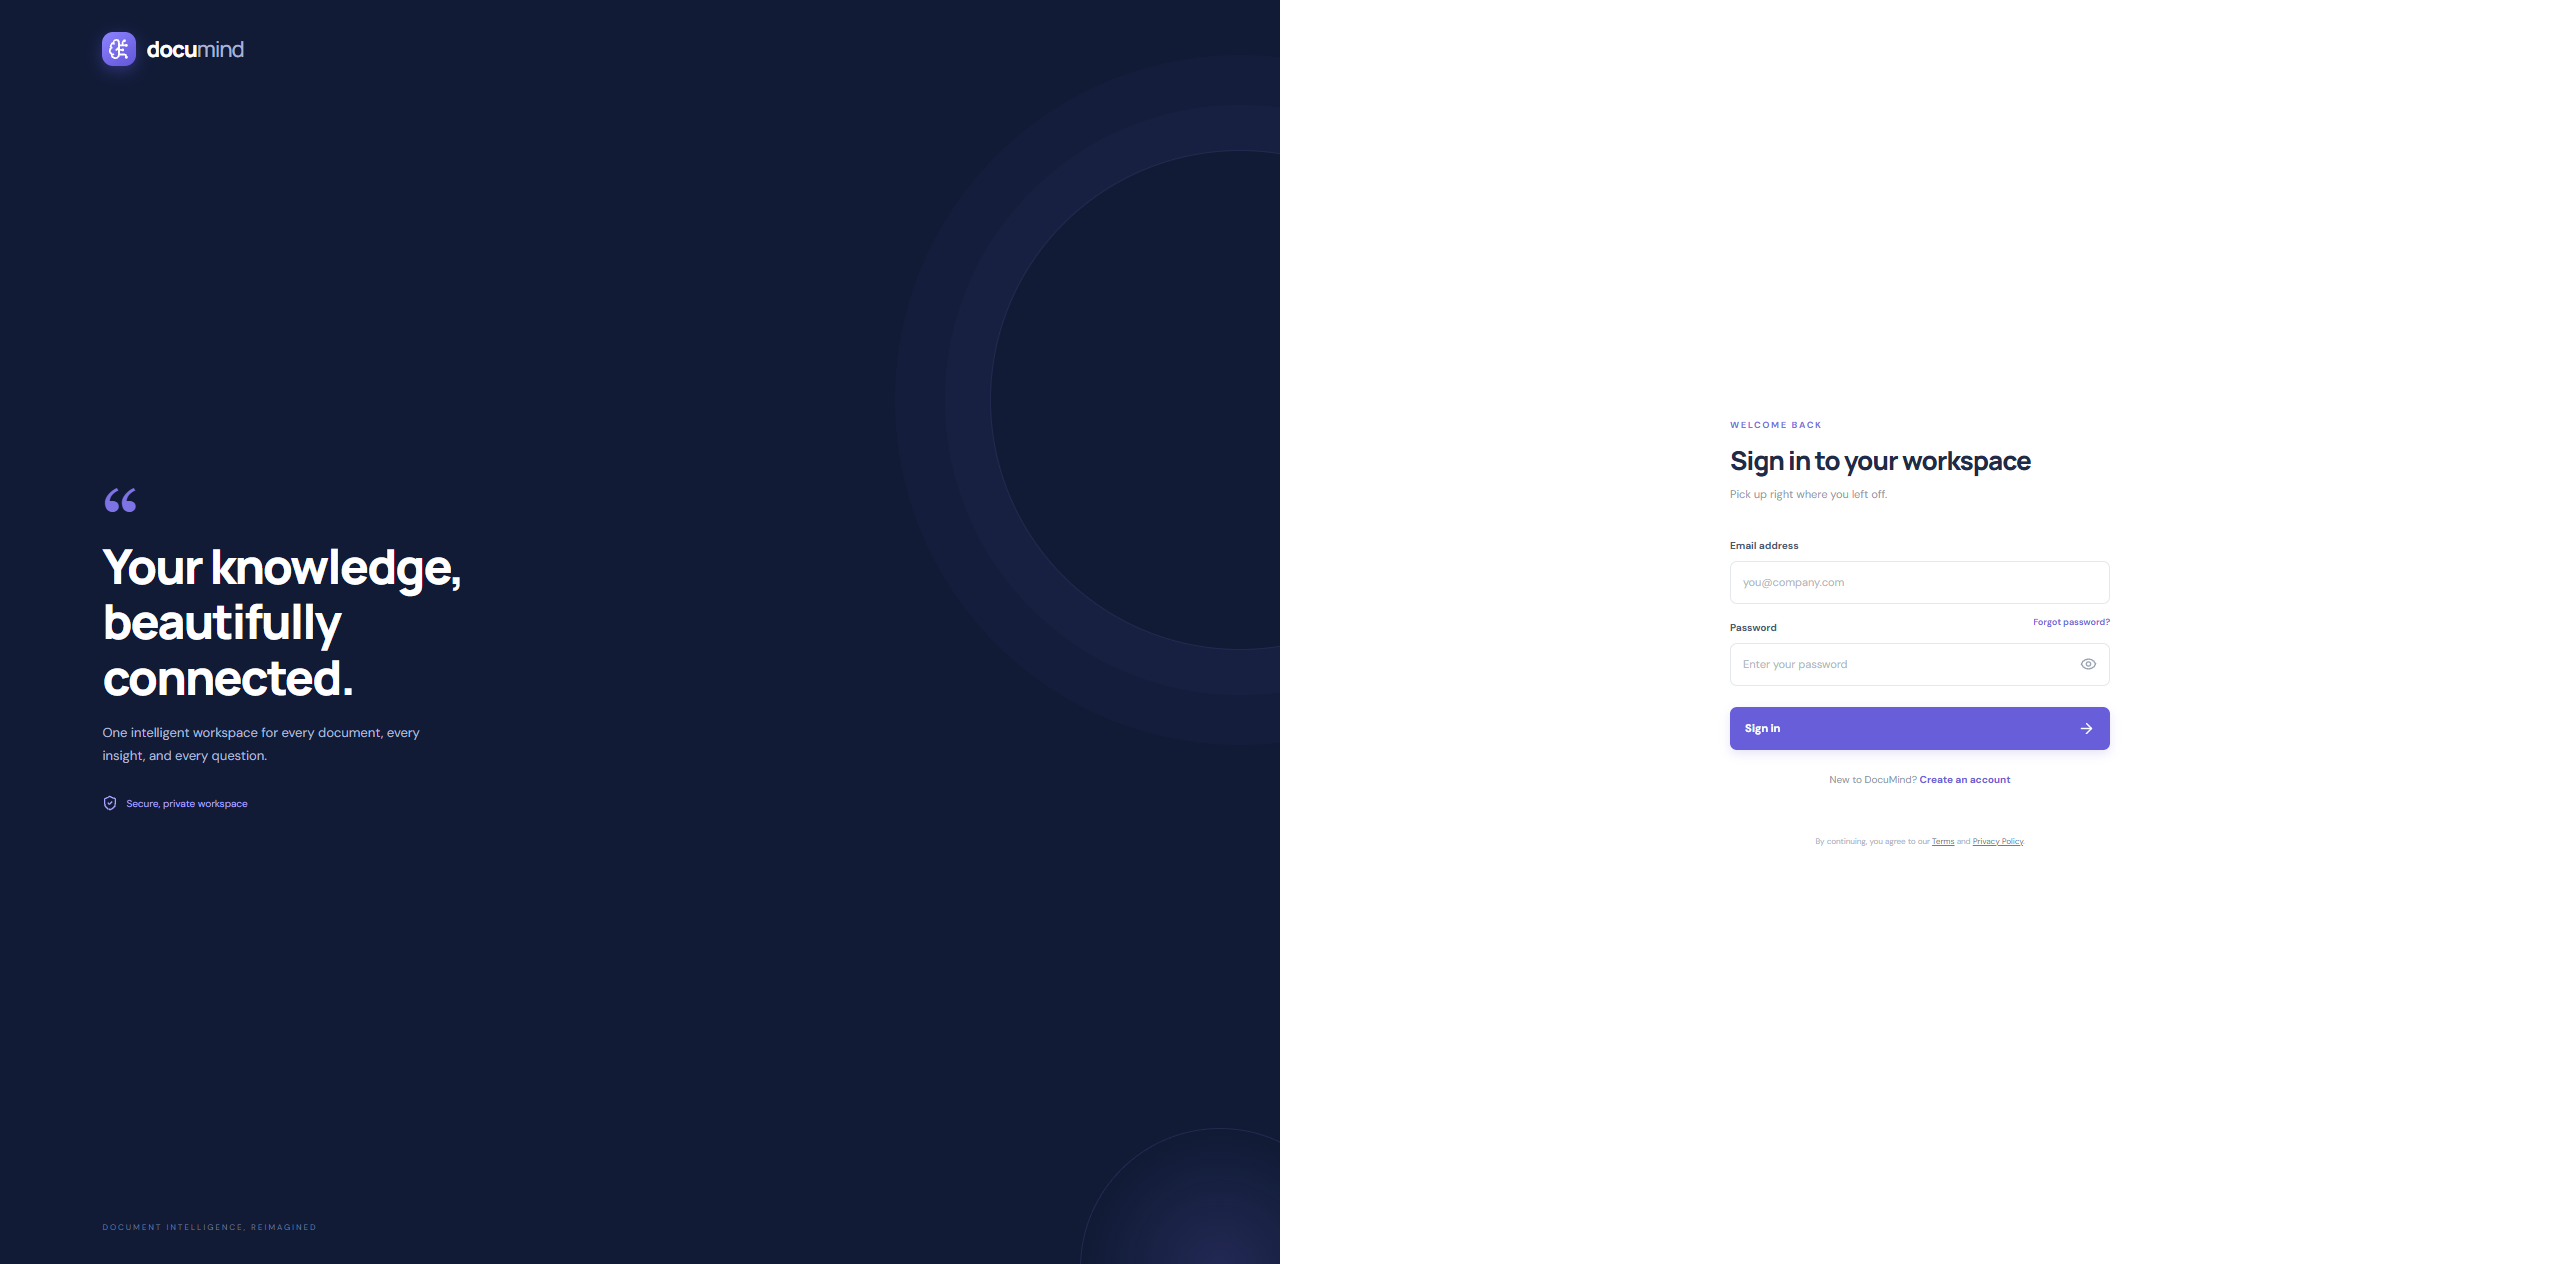 documind
“
Your knowledge,
beautifully
connected.
One intelligent workspace for every document, every
insight, and every question.
Secure, private workspace
DOCUMENT INTELLIGENCE, REIMAGINED
WELCOME BACK
Sign in to your workspace
Pick up right where you left off.
Email address
you@company.com
Password
Forgot password?
Enter your password
Sign in
New to DocuMind? Create an account
By continuing, you agree to our Terms and Privacy Policy.